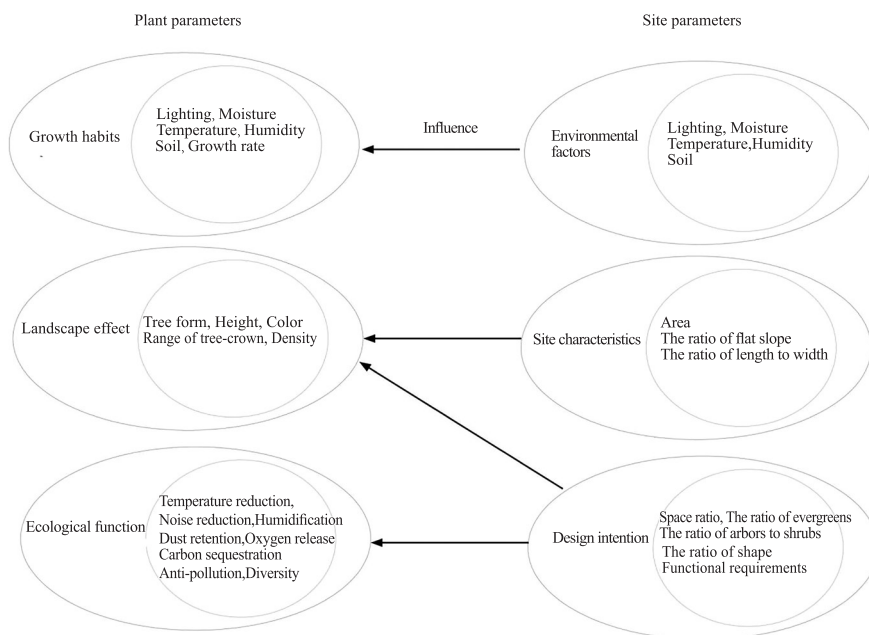 Plant parameters
Site parameters
Growth habits
Lighting, Moisture
Temperature, Humidity
Soil, Growth rate
Influence
Environmental
factors
Lighting, Moisture
Temperature,Humidity
Soil
Landscape effect
Tree form, Height, Color
Range of tree-crown, Density
Site characteristics
Area
The ratio of flat slope
The ratio of length to width
Ecological function
Temperature reduction,
Noise reduction,Humidification
Dust retention,Oxygen release
Carbon sequestration
Anti-pollution,Diversity
Design intention
Space ratio, The ratio of evergreens
The ratio of arbors to shrubs
The ratio of shape
Functional requirements